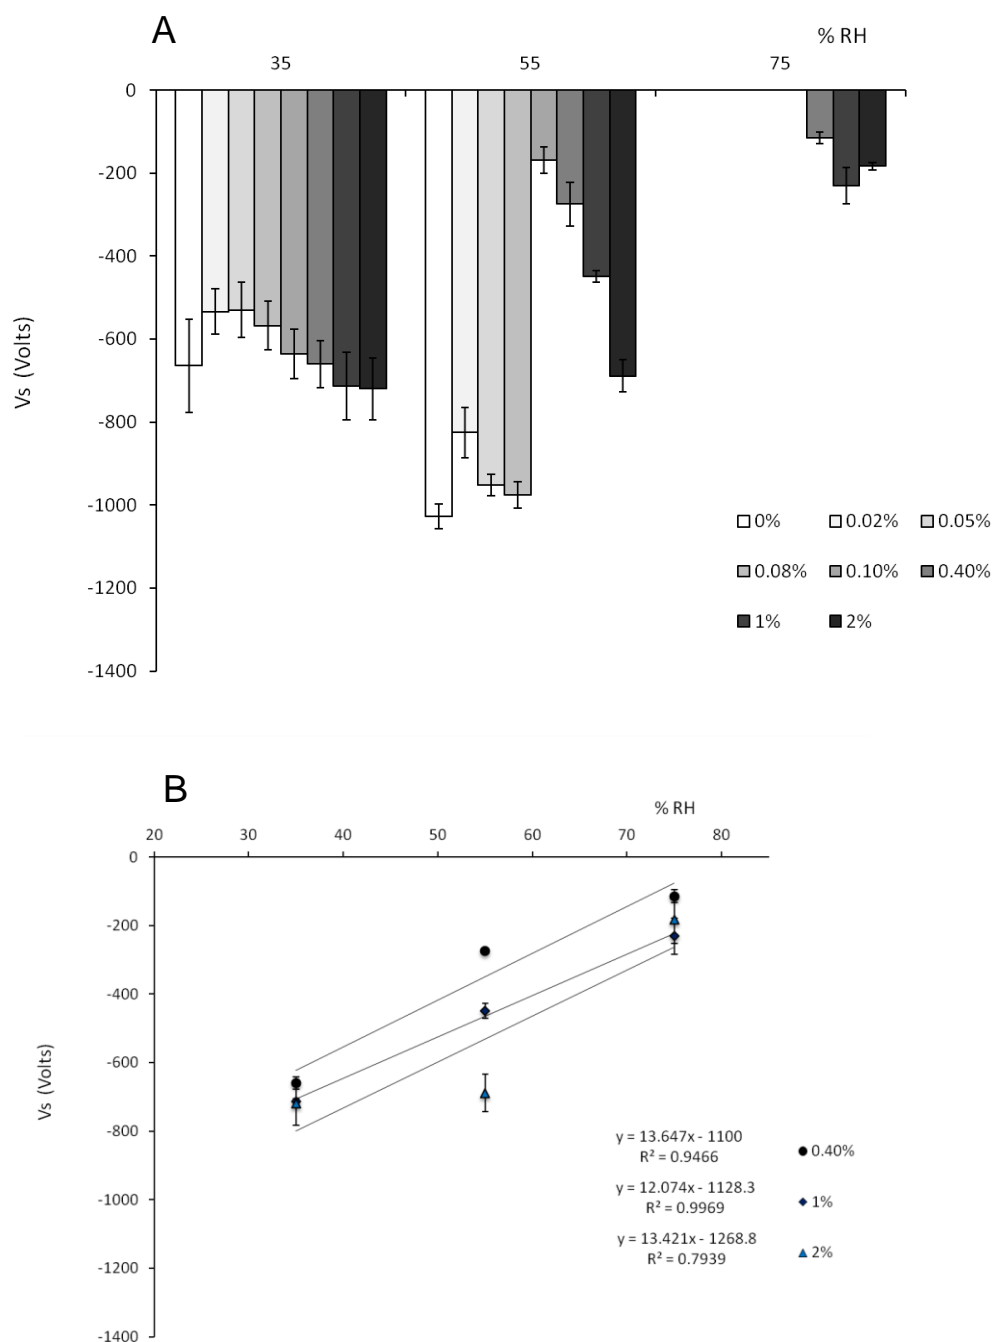 A
% RH
35 55 75
0
-200
-400
-600
-800
-1000
-1200
-1400
Vs (Volts)
0% 0.02% 0.05%
0.08% 0.10% 0.40%
1% 2%
B
% RH
20 30 40 50 60 70 80
0
-200
-400
-600
-800
-1000
-1200
-1400
Vs (Volts)
y = 13.647x - 1100
R² = 0.9466
0.40%
y = 12.074x - 1128.3
R² = 0.9969
1%
y = 13.421x - 1268.8
R² = 0.7939
2%